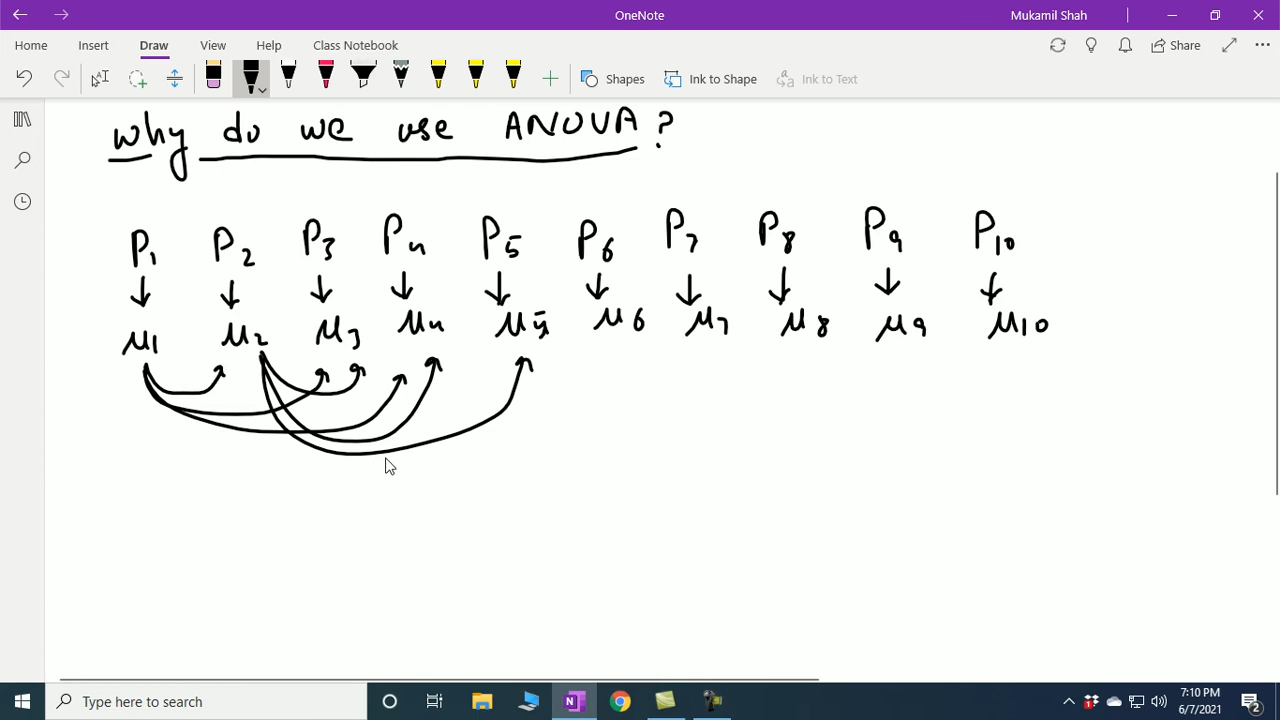 OneNote
Mukamil Shah
Home Insert Draw View Help Class Notebook
Share
Shapes Ink to Shape Ink to Text
Why do we use ANOVA?
P1 P2 P3 P4 P5 P6 P7 P8 P9 P10
μ1 μ2 μ3 μ4 μ5 μ6 μ7 μ8 μ9 μ10
Type here to search
7:10 PM
6/7/2021
2